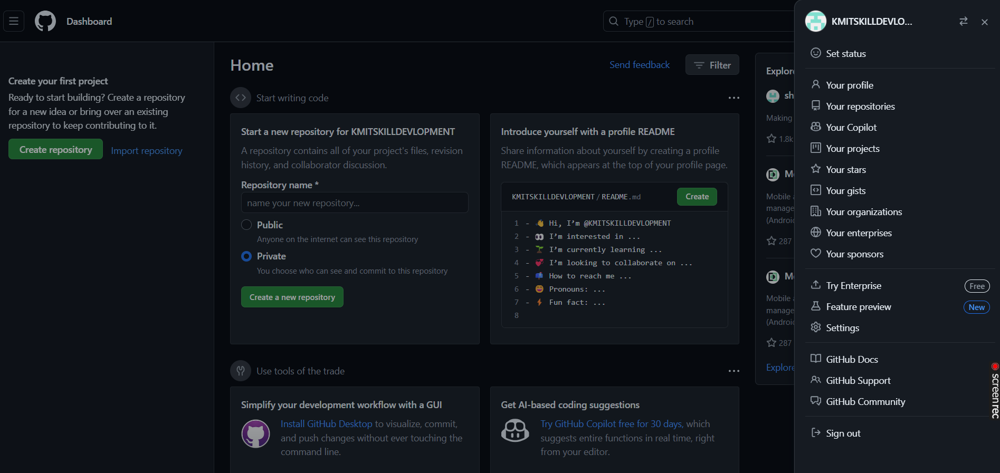 Dashboard
Type / to search
Create your first project
Ready to start building? Create a repository
for a new idea or bring over an existing
repository to keep contributing to it.
Create repository
Import repository
Home
Send feedback
Filter
Start writing code
Start a new repository for KMITSKILLDEVLOPMENT
A repository contains all of your project's files, revision
history, and collaborator discussion.
Repository name *
name your new repository...
Public
Anyone on the internet can see this repository
Private
You choose who can see and commit to this repository
Create a new repository
Introduce yourself with a profile README
Share information about yourself by creating a profile
README, which appears at the top of your profile page.
KMITSKILLDEVLOPMENT / README.md
Create
1 - 👋 Hi, I’m @KMITSKILLDEVLOPMENT
2 - 👀 I’m interested in ...
3 - 🌱 I’m currently learning ...
4 - 💞️ I’m looking to collaborate on ...
5 - 📫 How to reach me ...
6 - 😄 Pronouns: ...
7 - ⚡ Fun fact: ...
8
Use tools of the trade
Simplify your development workflow with a GUI
Install GitHub Desktop to visualize, commit,
and push changes without ever touching the
command line.
Get AI-based coding suggestions
Try GitHub Copilot free for 30 days, which
suggests entire functions in real time, right
from your editor.
Explore
sh
Making
1.8k
Mo
Mobile
manage
(Android
287
Mo
Mobile
manage
(Android
287
Explore
KMITSKILLDEVLO...
Set status
Your profile
Your repositories
Your Copilot
Your projects
Your stars
Your gists
Your organizations
Your enterprises
Your sponsors
Try Enterprise
Free
Feature preview
New
Settings
GitHub Docs
GitHub Support
GitHub Community
Sign out
screenrec